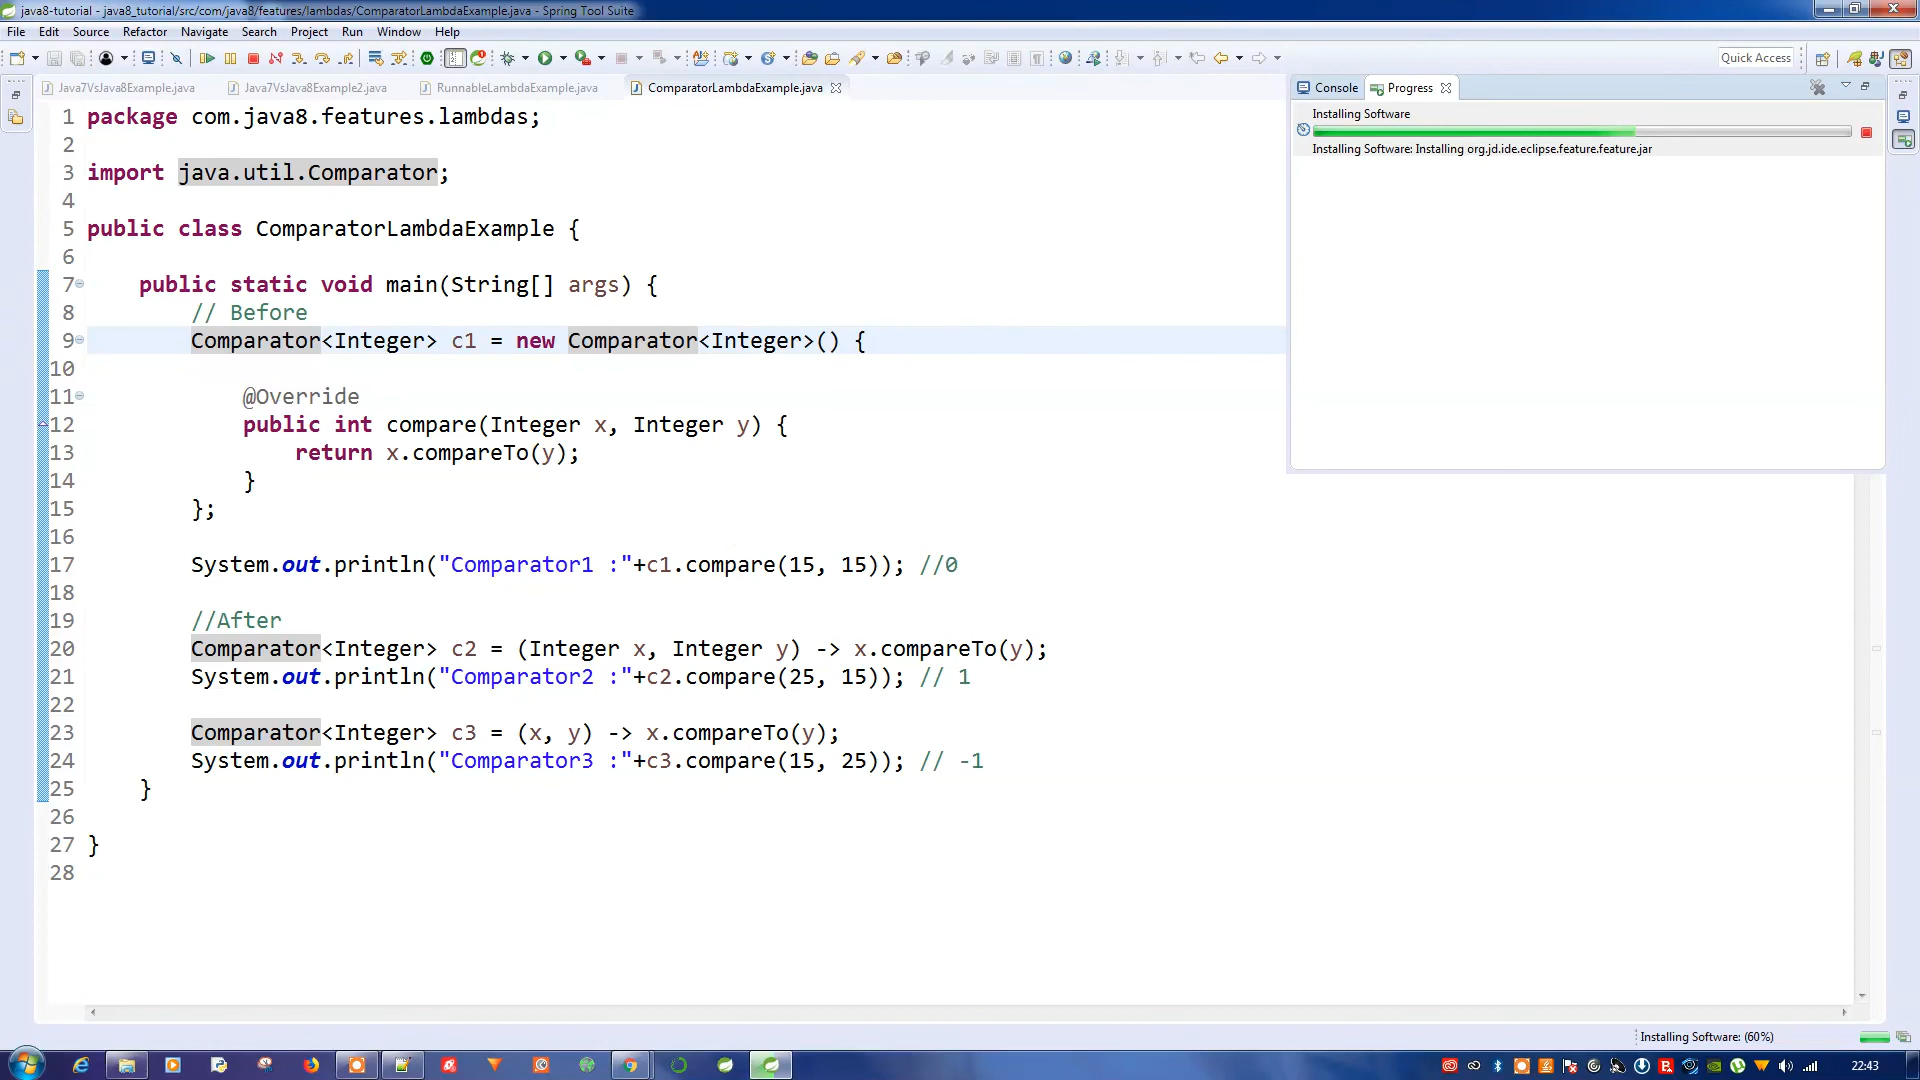 java8-tutorial - java8_tutorial/src/com/java8/features/lambdas/ComparatorLambdaExample.java - Spring Tool Suite
File Edit Source Refactor Navigate Search Project Run Window Help
Quick Access
Java7VsJava8Example.java Java7VsJava8Example2.java RunnableLambdaExample.java ComparatorLambdaExample.java
1 package com.java8.features.lambdas;
2
3 import java.util.Comparator;
4
5 public class ComparatorLambdaExample {
6
7 public static void main(String[] args) {
8 // Before
9 Comparator<Integer> c1 = new Comparator<Integer>() {
10
11 @Override
12 public int compare(Integer x, Integer y) {
13 return x.compareTo(y);
14 }
15 };
16
17 System.out.println("Comparator1 :"+c1.compare(15, 15)); //0
18
19 //After
20 Comparator<Integer> c2 = (Integer x, Integer y) -> x.compareTo(y);
21 System.out.println("Comparator2 :"+c2.compare(25, 15)); // 1
22
23 Comparator<Integer> c3 = (x, y) -> x.compareTo(y);
24 System.out.println("Comparator3 :"+c3.compare(15, 25)); // -1
25 }
26
27 }
28
Console Progress
Installing Software
Installing Software: Installing org.jd.ide.eclipse.feature.feature.jar
Installing Software: (60%)
22:43